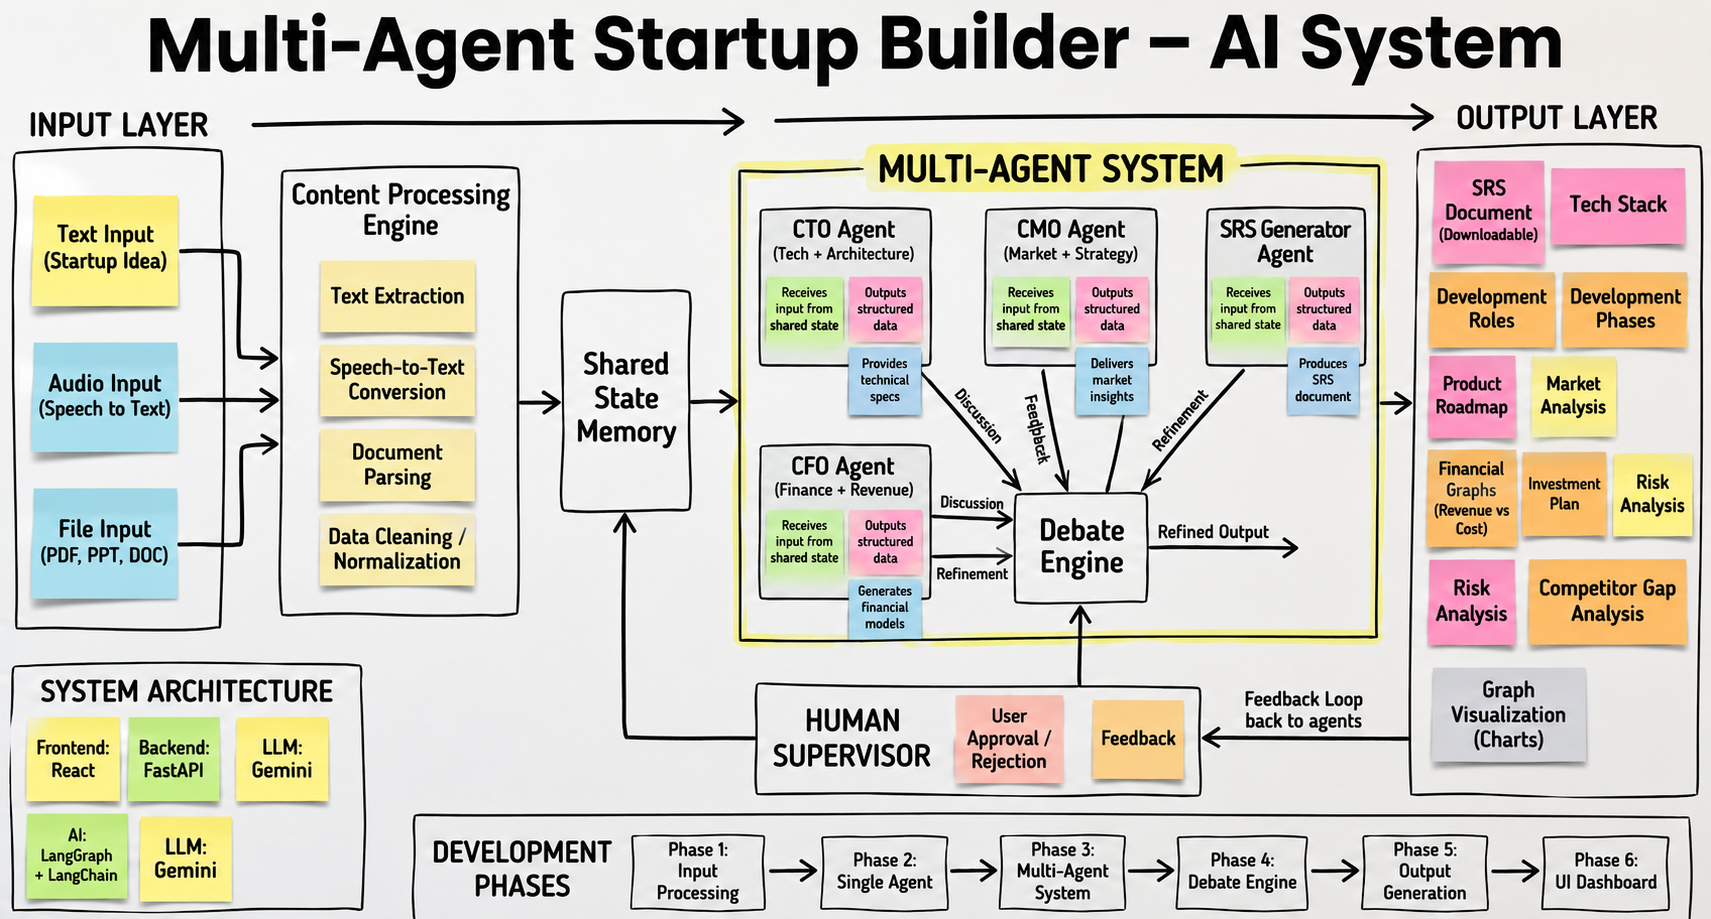 Multi-Agent Startup Builder – AI System
INPUT LAYER
OUTPUT LAYER
Text Input
(Startup Idea)
Audio Input
(Speech to Text)
File Input
(PDF, PPT, DOC)
Content Processing
Engine
Text Extraction
Speech-to-Text
Conversion
Document
Parsing
Data Cleaning /
Normalization
Shared
State
Memory
MULTI-AGENT SYSTEM
CTO Agent
(Tech + Architecture)
Receives
input from
shared state
Outputs
structured
data
Provides
technical
specs
CMO Agent
(Market + Strategy)
Receives
input from
shared state
Outputs
structured
data
Delivers
market
insights
SRS Generator
Agent
Receives
input from
shared state
Outputs
structured
data
Produces
SRS
document
Discussion
Refinement
CFO Agent
(Finance + Revenue)
Receives
input from
shared state
Outputs
structured
data
Generates
financial
models
Discussion
Refinement
Debate
Engine
Refined Output
SRS
Document
(Downloadable)
Tech Stack
Development
Roles
Development
Phases
Product
Roadmap
Market
Analysis
Financial
Graphs
(Revenue vs
Cost)
Investment
Plan
Risk
Analysis
Risk
Analysis
Competitor Gap
Analysis
Graph
Visualization
(Charts)
HUMAN
SUPERVISOR
User
Approval /
Rejection
Feedback
Feedback Loop
back to agents
SYSTEM ARCHITECTURE
Frontend:
React
Backend:
FastAPI
LLM:
Gemini
AI:
LangGraph
+ LangChain
LLM:
Gemini
DEVELOPMENT
PHASES
Phase 1:
Input
Processing
Phase 2:
Single Agent
Phase 3:
Multi-Agent
System
Phase 4:
Debate Engine
Phase 5:
Output
Generation
Phase 6:
UI Dashboard